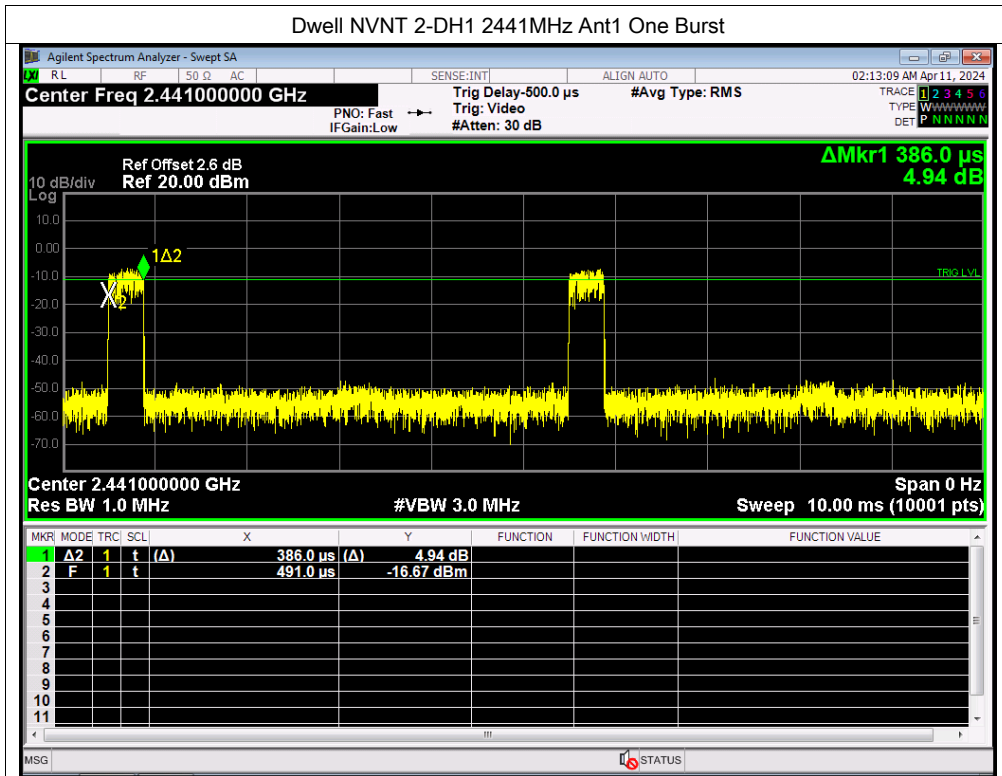 Dwell NVNT 2-DH1 2441MHz Ant1 One Burst
Agilent Spectrum Analyzer - Swept SA
LXI RL RF 50 Ω AC SENSE:INT ALIGN AUTO 02:13:09 AM Apr 11, 2024
Center Freq 2.441000000 GHz
PNO: Fast
IFGain:Low
Trig Delay-500.0 µs
Trig: Video
#Atten: 30 dB
#Avg Type: RMS
TRACE 1 2 3 4 5 6
TYPE WWWWWWW
DET P N N N N N
ΔMkr1 386.0 µs
4.94 dB
Ref Offset 2.6 dB
10 dB/div Ref 20.00 dBm
Log
10.0
0.00
1Δ2
-10.0
TRIG LVL
X2
-20.0
-30.0
-40.0
-50.0
-60.0
-70.0
Center 2.441000000 GHz Span 0 Hz
Res BW 1.0 MHz #VBW 3.0 MHz Sweep 10.00 ms (10001 pts)
MKR MODE TRC SCL X Y FUNCTION FUNCTION WIDTH FUNCTION VALUE
1 Δ2 1 t (Δ) 386.0 µs (Δ) 4.94 dB
2 F 1 t 491.0 µs -16.67 dBm
3
4
5
6
7
8
9
10
11
MSG STATUS